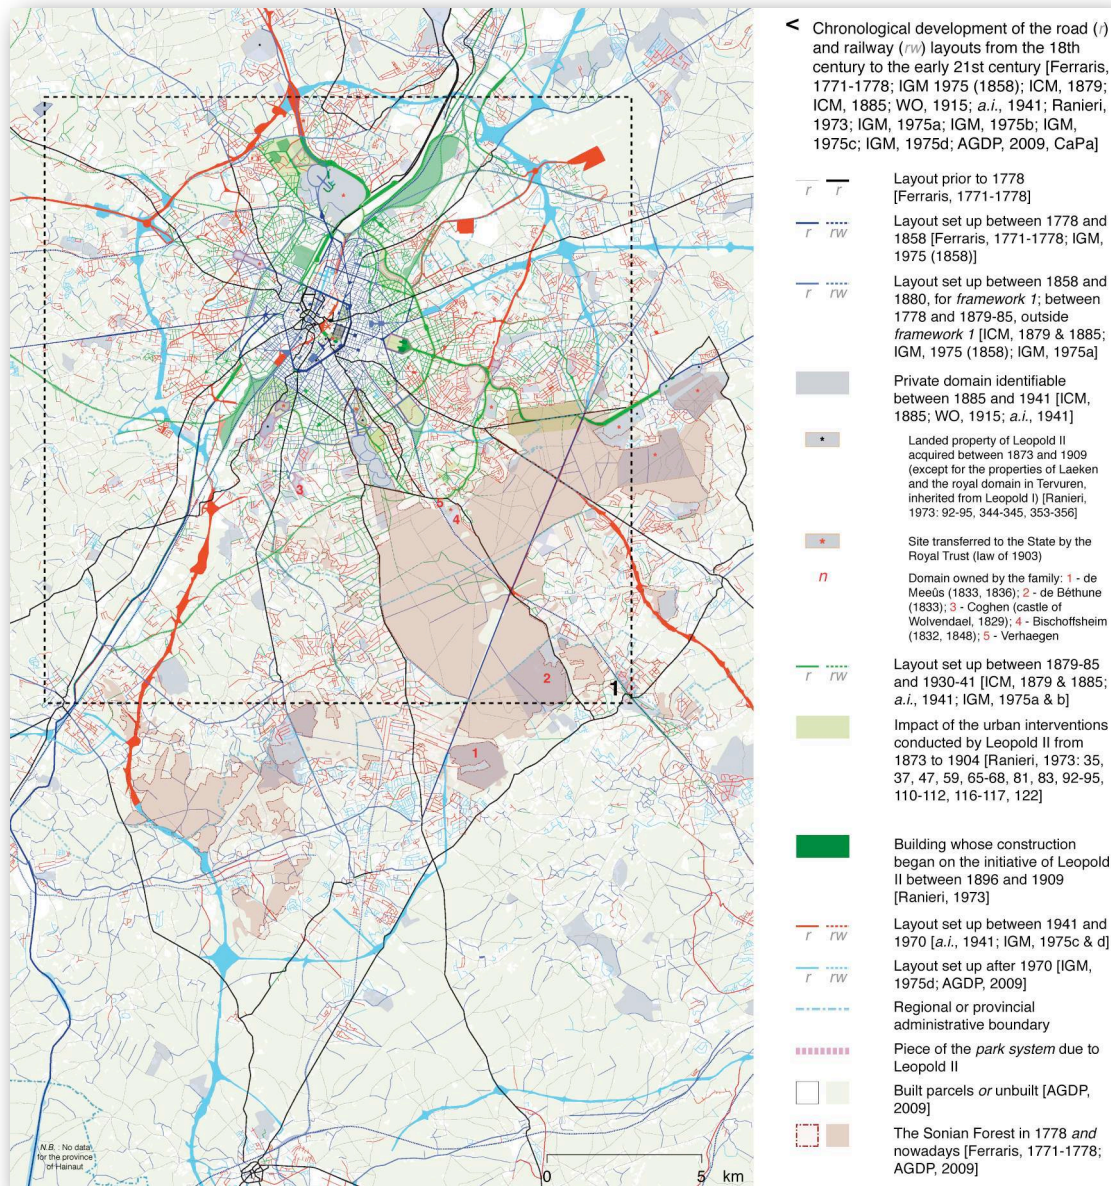 < Chronological development of the road (r)
and railway (rw) layouts from the 18th
century to the early 21st century [Ferraris,
1771-1778; IGM 1975 (1858); ICM, 1879;
ICM, 1885; WO, 1915; a.i., 1941; Ranieri,
1973; IGM, 1975a; IGM, 1975b; IGM,
1975c; IGM, 1975d; AGDP, 2009, CaPa]
r r
Layout prior to 1778
[Ferraris, 1771-1778]
r rw
Layout set up between 1778 and
1858 [Ferraris, 1771-1778; IGM,
1975 (1858)]
r rw
Layout set up between 1858 and
1880, for framework 1; between
1778 and 1879-85, outside
framework 1 [ICM, 1879 & 1885;
IGM, 1975 (1858); IGM, 1975a]
Private domain identifiable
between 1885 and 1941 [ICM,
1885; WO, 1915; a.i., 1941]
*
Landed property of Leopold II
acquired between 1873 and 1909
(except for the properties of Laeken
and the royal domain in Tervuren,
inherited from Leopold I) [Ranieri,
1973: 92-95, 344-345, 353-356]
*
Site transferred to the State by the
Royal Trust (law of 1903)
n
Domain owned by the family: 1 - de
Meeûs (1833, 1836); 2 - de Béthune
(1833); 3 - Coghen (castle of
Wolvendael, 1829); 4 - Bischoffsheim
(1832, 1848); 5 - Verhaegen
r rw
Layout set up between 1879-85
and 1930-41 [ICM, 1879 & 1885;
a.i., 1941; IGM, 1975a & b]
Impact of the urban interventions
conducted by Leopold II from
1873 to 1904 [Ranieri, 1973: 35,
37, 47, 59, 65-68, 81, 83, 92-95,
110-112, 116-117, 122]
Building whose construction
began on the initiative of Leopold
II between 1896 and 1909
[Ranieri, 1973]
r rw
Layout set up between 1941 and
1970 [a.i., 1941; IGM, 1975c & d]
r rw
Layout set up after 1970 [IGM,
1975d; AGDP, 2009]
Regional or provincial
administrative boundary
Piece of the park system due to
Leopold II
Built parcels or unbuilt [AGDP,
2009]
The Sonian Forest in 1778 and
nowadays [Ferraris, 1771-1778;
AGDP, 2009]
3
5
4
2
1
1
N.B. : No data
for the province
of Hainaut
0 5 km